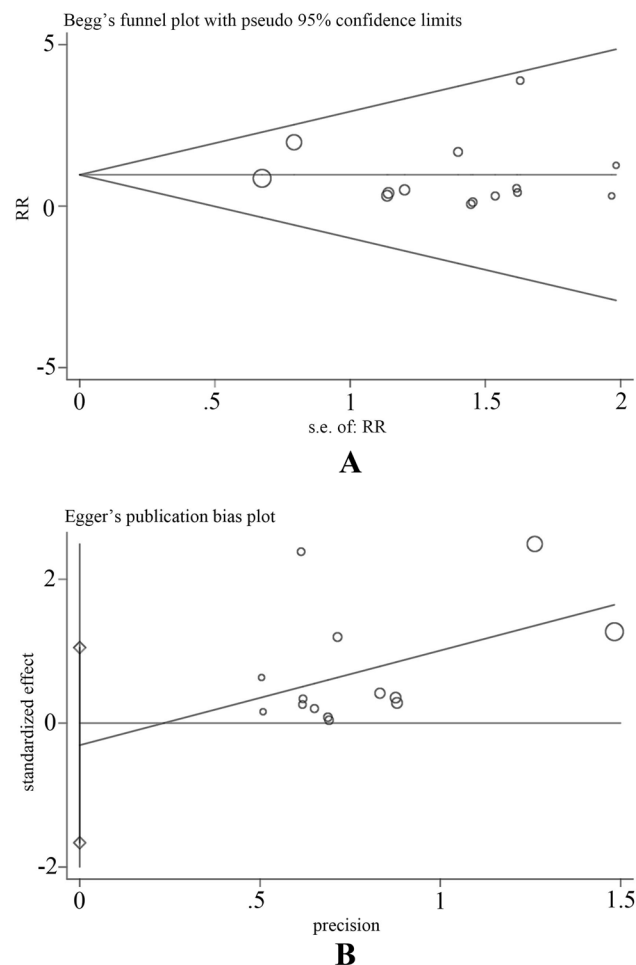 Begg's funnel plot with pseudo 95% confidence limits
5
0
-5
RR
0 .5 1 1.5 2
s.e. of: RR
A
Egger's publication bias plot
2
0
-2
standardized effect
0 .5 1 1.5
precision
B